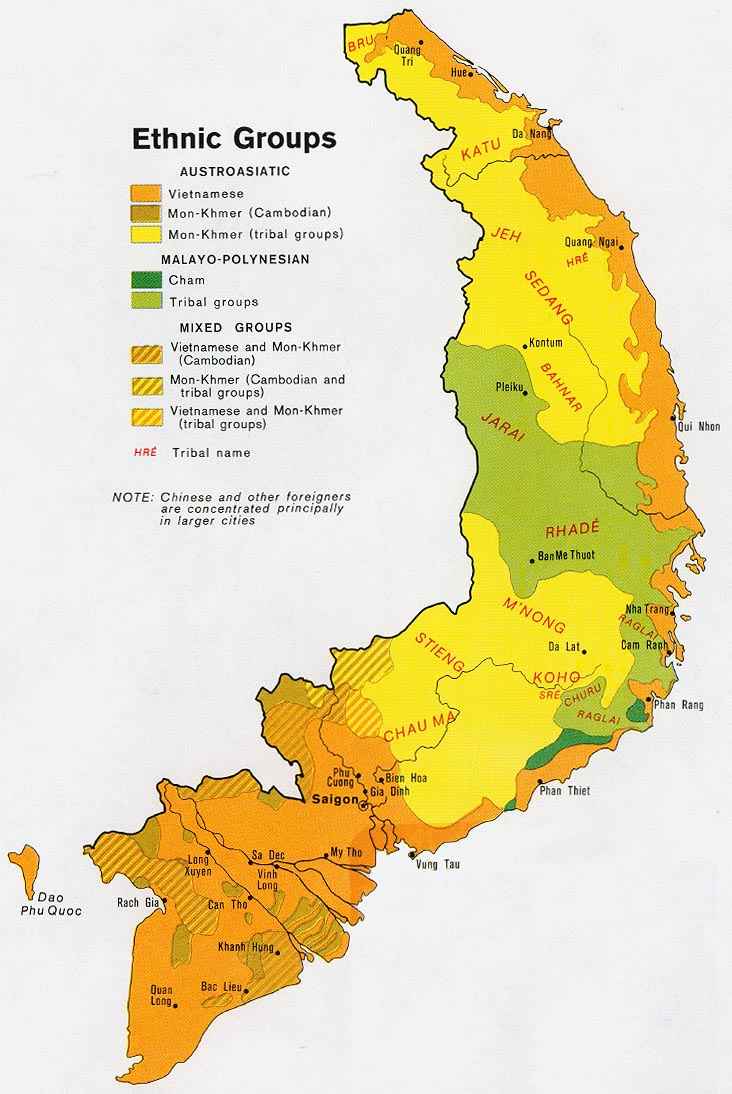 Ethnic Groups
AUSTROASIATIC
Vietnamese
Mon-Khmer (Cambodian)
Mon-Khmer (tribal groups)
MALAYO-POLYNESIAN
Cham
Tribal groups
MIXED GROUPS
Vietnamese and Mon-Khmer
(Cambodian)
Mon-Khmer (Cambodian and
tribal groups)
Vietnamese and Mon-Khmer
(tribal groups)
HRÉ Tribal name
NOTE: Chinese and other foreigners
are concentrated principally
in larger cities
BRU
Quang
Tri
Hue
Da Nang
KATU
JEH
Quang Ngai
HRÉ
SEDANG
Kontum
BAHNAR
Pleiku
JARAI
Qui Nhon
RHADÉ
BanMe Thuot
M'NONG
Nha Trang
RAGLAI
STIENG
Da Lat
Cam Ranh
KOHO
SRÉ
CHURU
Phan Rang
RAGLAI
CHAU MA
Phu
Cuong
Bien Hoa
Gia Dinh
Saigon
Phan Thiet
Long
Xuyen
Sa Dec
My Tho
Vinh
Long
Vung Tau
Dao
Phu Quoc
Rach Gia
Can Tho
Khanh Hung
Quan
Long
Bac Lieu